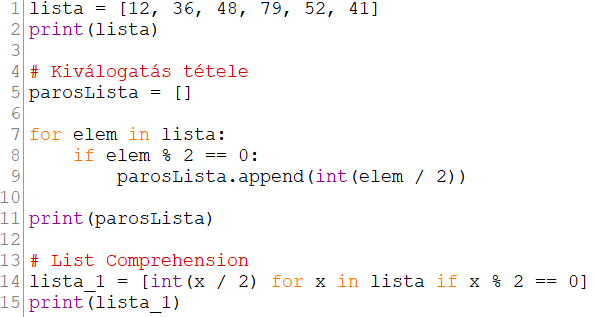 1 lista = [12, 36, 48, 79, 52, 41]
2 print(lista)
3
4 # Kiválogatás tétele
5 parosLista = []
6
7 for elem in lista:
8     if elem % 2 == 0:
9         parosLista.append(int(elem / 2))
10
11 print(parosLista)
12
13 # List Comprehension
14 lista_1 = [int(x / 2) for x in lista if x % 2 == 0]
15 print(lista_1)